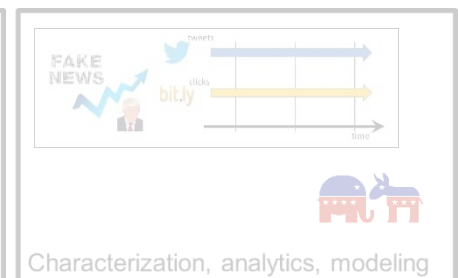 tweets
FAKE
NEWS
clicks
bit.ly
time
Characterization, analytics, modeling